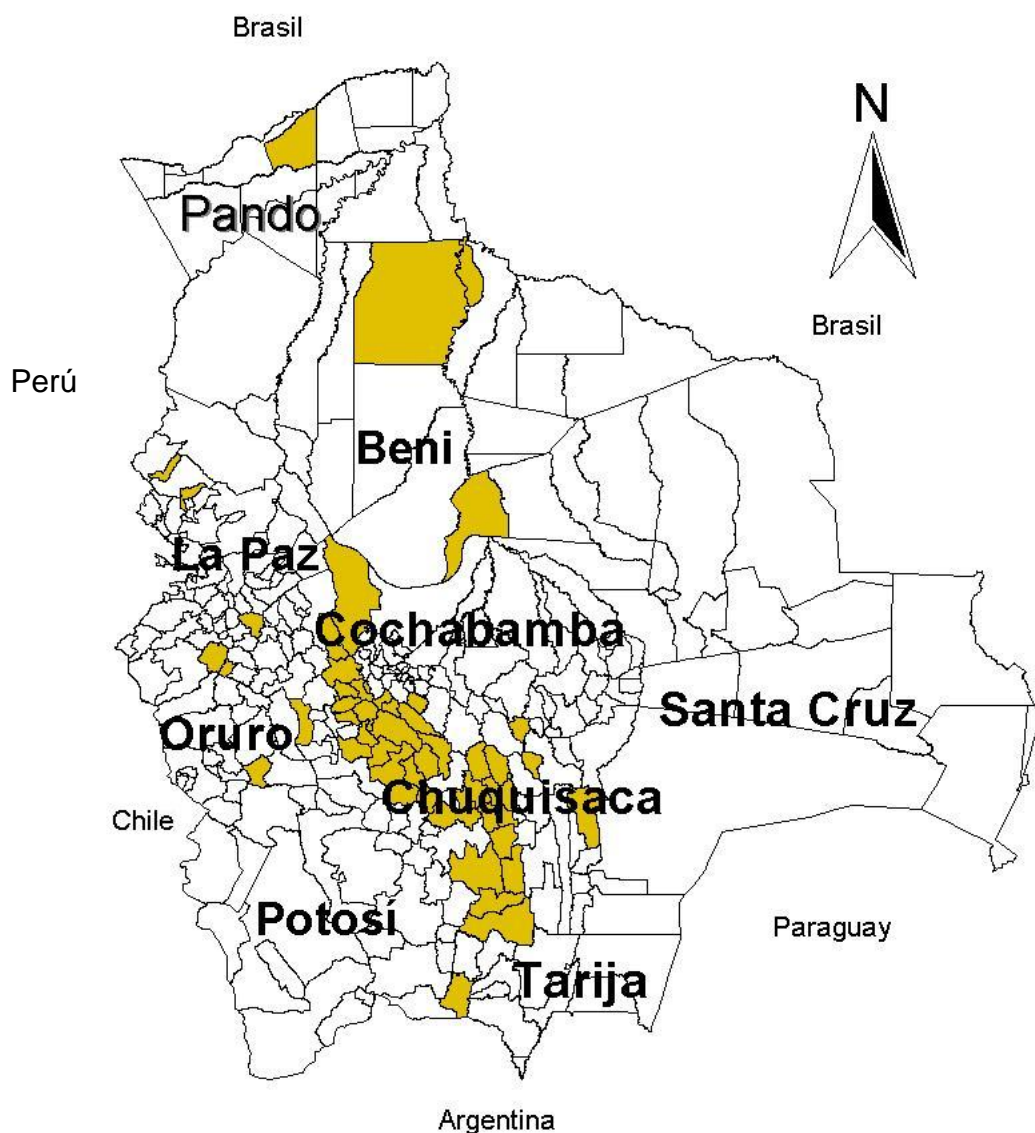 Brasil
N
Pando
Brasil
Perú
Beni
La Paz
Cochabamba
Santa Cruz
Oruro
Chuquisaca
Chile
Potosí
Paraguay
Tarija
Argentina